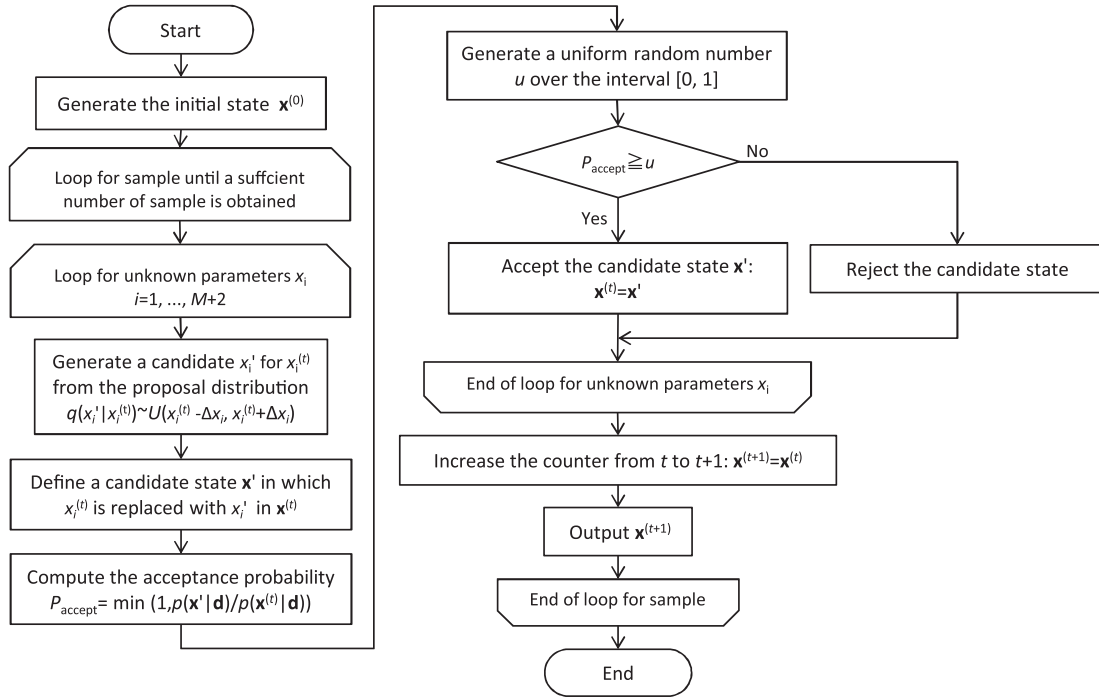 Start
Generate the initial state x⁽⁰⁾
Loop for sample until a suffcient
number of sample is obtained
Loop for unknown parameters xᵢ
i=1, ..., M+2
Generate a candidate xᵢ' for xᵢ⁽ᵗ⁾
from the proposal distribution
q(xᵢ'|xᵢ⁽ᵗ⁾)~U(xᵢ⁽ᵗ⁾ -Δxᵢ, xᵢ⁽ᵗ⁾+Δxᵢ)
Define a candidate state x' in which
xᵢ⁽ᵗ⁾ is replaced with xᵢ' in x⁽ᵗ⁾
Compute the acceptance probability
Paccept= min (1,p(x'|d)/p(x⁽ᵗ⁾|d))
Generate a uniform random number
u over the interval [0, 1]
Paccept≧u
No
Yes
Accept the candidate state x':
x⁽ᵗ⁾=x'
Reject the candidate state
End of loop for unknown parameters xᵢ
Increase the counter from t to t+1: x⁽ᵗ⁺¹⁾=x⁽ᵗ⁾
Output x⁽ᵗ⁺¹⁾
End of loop for sample
End